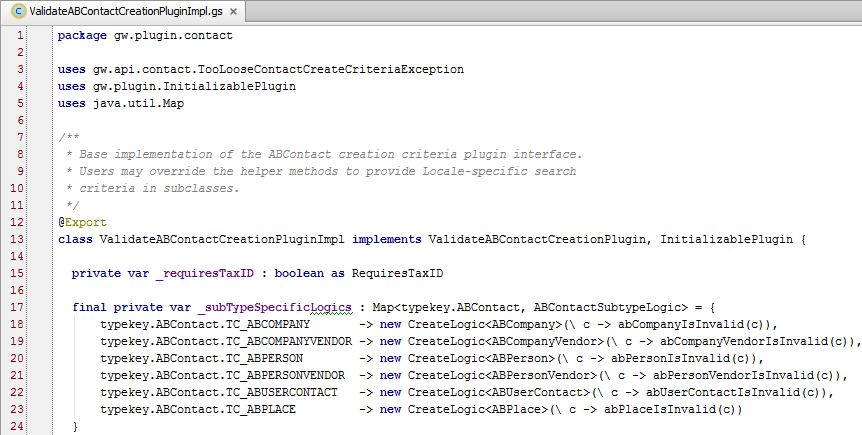 ValidateABContactCreationPluginImpl.gs ×
1 package gw.plugin.contact
2
3 uses gw.api.contact.TooLooseContactCreateCriteriaException
4 uses gw.plugin.InitializablePlugin
5 uses java.util.Map
6
7 /**
8 * Base implementation of the ABContact creation criteria plugin interface.
9 * Users may override the helper methods to provide Locale-specific search
10 * criteria in subclasses.
11 */
12 @Export
13 class ValidateABContactCreationPluginImpl implements ValidateABContactCreationPlugin, InitializablePlugin {
14
15 private var _requiresTaxID : boolean as RequiresTaxID
16
17 final private var _subTypeSpecificLogics : Map<typekey.ABContact, ABContactSubtypeLogic> = {
18 typekey.ABContact.TC_ABCOMPANY -> new CreateLogic<ABCompany>(\ c -> abCompanyIsInvalid(c)),
19 typekey.ABContact.TC_ABCOMPANYVENDOR -> new CreateLogic<ABCompanyVendor>(\ c -> abCompanyVendorIsInvalid(c)),
20 typekey.ABContact.TC_ABPERSON -> new CreateLogic<ABPerson>(\ c -> abPersonIsInvalid(c)),
21 typekey.ABContact.TC_ABPERSONVENDOR -> new CreateLogic<ABPersonVendor>(\ c -> abPersonVendorIsInvalid(c)),
22 typekey.ABContact.TC_ABUSERCONTACT -> new CreateLogic<ABUserContact>(\ c -> abUserContactIsInvalid(c)),
23 typekey.ABContact.TC_ABPLACE -> new CreateLogic<ABPlace>(\ c -> abPlaceIsInvalid(c))
24 }